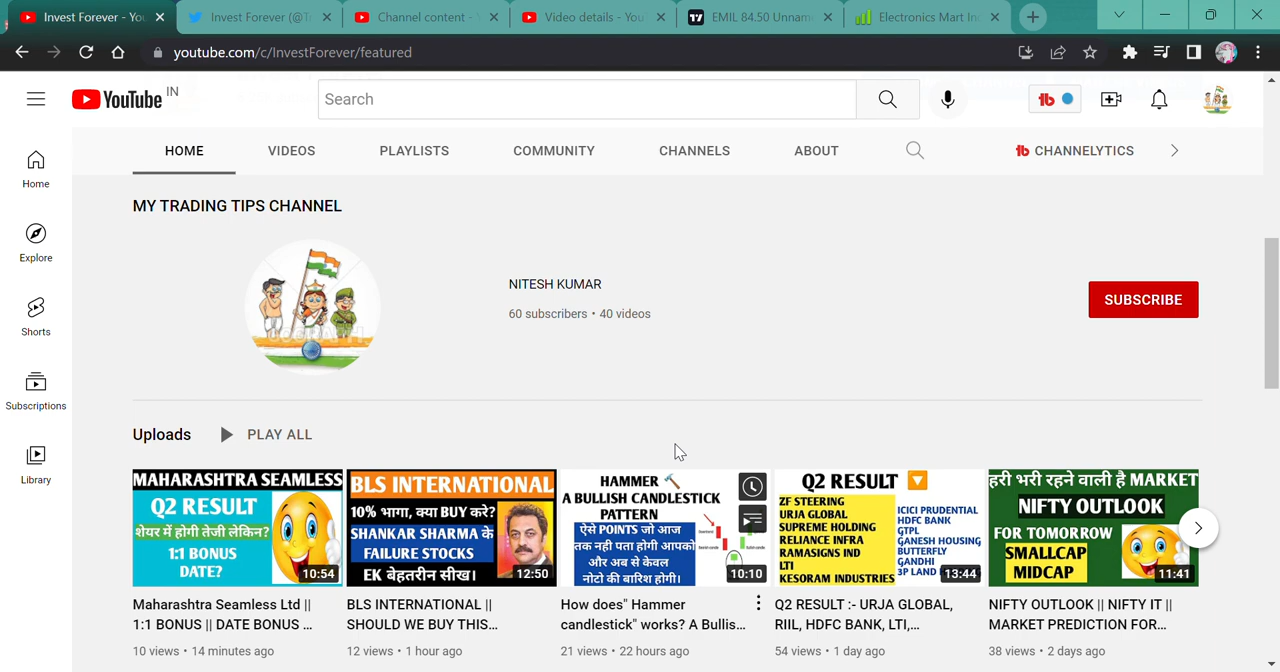 Invest Forever - You
Invest Forever (@T
Channel content - Y
Video details - You
EMIL 84.50 Unnam
Electronics Mart In
youtube.com/c/InvestForever/featured
YouTube IN
Search
HOME
VIDEOS
PLAYLISTS
COMMUNITY
CHANNELS
ABOUT
CHANNELYTICS
Home
Explore
Shorts
Subscriptions
Library
MY TRADING TIPS CHANNEL
NITESH KUMAR
60 subscribers • 40 videos
SUBSCRIBE
Uploads
PLAY ALL
MAHARASHTRA SEAMLESS
Q2 RESULT
शेयर में होगी तेजी लेकिन?
1:1 BONUS
DATE?
10:54
BLS INTERNATIONAL
10% भागा, क्या BUY करे?
SHANKAR SHARMA के
FAILURE STOCKS
EK बेहतरीन सीख।
12:50
HAMMER
A BULLISH CANDLESTICK
PATTERN
ऐसे POINTS जो आज
तक नही पता होगी आपको
और अब से केवल
नोटो की बारिश होगी।
10:10
Q2 RESULT
ZF STEERING
URJA GLOBAL
SUPREME HOLDING
RELIANCE INFRA
RAMASIGNS IND
LTI
KESORAM INDUSTRIES
ICICI PRUDENTIAL
HDFC BANK
GTPL
GANESH HOUSING
BUTTERFLY
GANDHI
3P LAND
13:44
हरी भरी रहने वाली है MARKET
NIFTY OUTLOOK
FOR TOMORROW
SMALLCAP
MIDCAP
11:41
Maharashtra Seamless Ltd ||
1:1 BONUS || DATE BONUS ...
10 views • 14 minutes ago
BLS INTERNATIONAL ||
SHOULD WE BUY THIS...
12 views • 1 hour ago
How does" Hammer
candlestick" works? A Bullis...
21 views • 22 hours ago
Q2 RESULT :- URJA GLOBAL,
RIIL, HDFC BANK, LTI,...
54 views • 1 day ago
NIFTY OUTLOOK || NIFTY IT ||
MARKET PREDICTION FOR...
38 views • 2 days ago